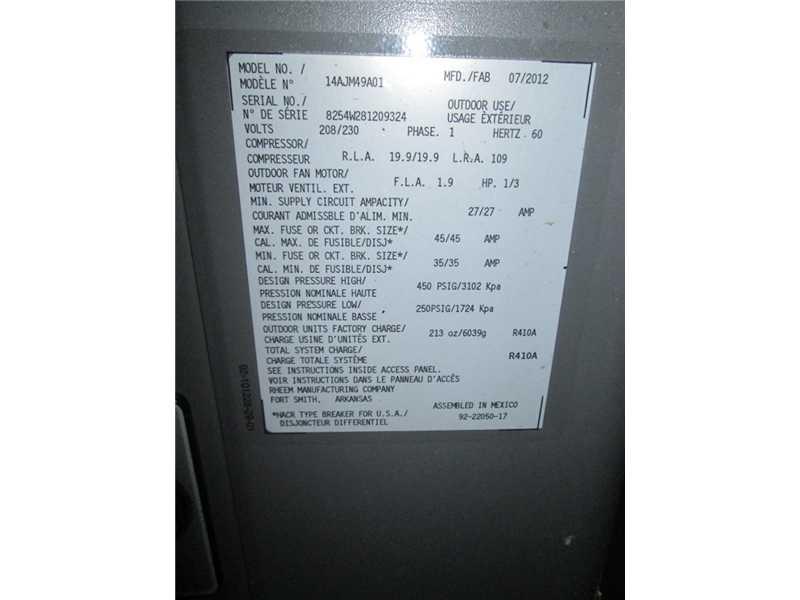 MODEL NO./ MFD./FAB 07/2012
MODÈLE N° 14AJM49A01
SERIAL NO./ OUTDOOR USE/
N° DE SÉRIE 8254W281209324 USAGE EXTÉRIEUR
VOLTS 208/230 PHASE. 1 HERTZ 60
COMPRESSOR/
COMPRESSEUR R.L.A. 19.9/19.9 L.R.A. 109
OUTDOOR FAN MOTOR/
MOTEUR VENTIL. EXT. F.L.A. 1.9 HP. 1/3
MIN. SUPPLY CIRCUIT AMPACITY/
COURANT ADMISSBLE D'ALIM. MIN. 27/27 AMP
MAX. FUSE OR CKT. BRK. SIZE*/
CAL. MAX. DE FUSIBLE/DISJ* 45/45 AMP
MIN. FUSE OR CKT. BRK. SIZE*/
CAL. MIN. DE FUSIBLE/DISJ* 35/35 AMP
DESIGN PRESSURE HIGH/
PRESSION NOMINALE HAUTE 450 PSIG/3102 Kpa
DESIGN PRESSURE LOW/
PRESSION NOMINALE BASSE 250PSIG/1724 Kpa
OUTDOOR UNITS FACTORY CHARGE/
CHARGE USINE D'UNITÉS EXT. 213 oz/6039g R410A
TOTAL SYSTEM CHARGE/
CHARGE TOTALE SYSTÈME R410A
SEE INSTRUCTIONS INSIDE ACCESS PANEL.
VOIR INSTRUCTIONS DANS LE PANNEAU D'ACCÈS
RHEEM MANUFACTURING COMPANY
FORT SMITH, ARKANSAS ASSEMBLED IN MEXICO
*HACR TYPE BREAKER FOR U.S.A./ 92-22050-17
DISJONCTEUR DIFFERENTIEL